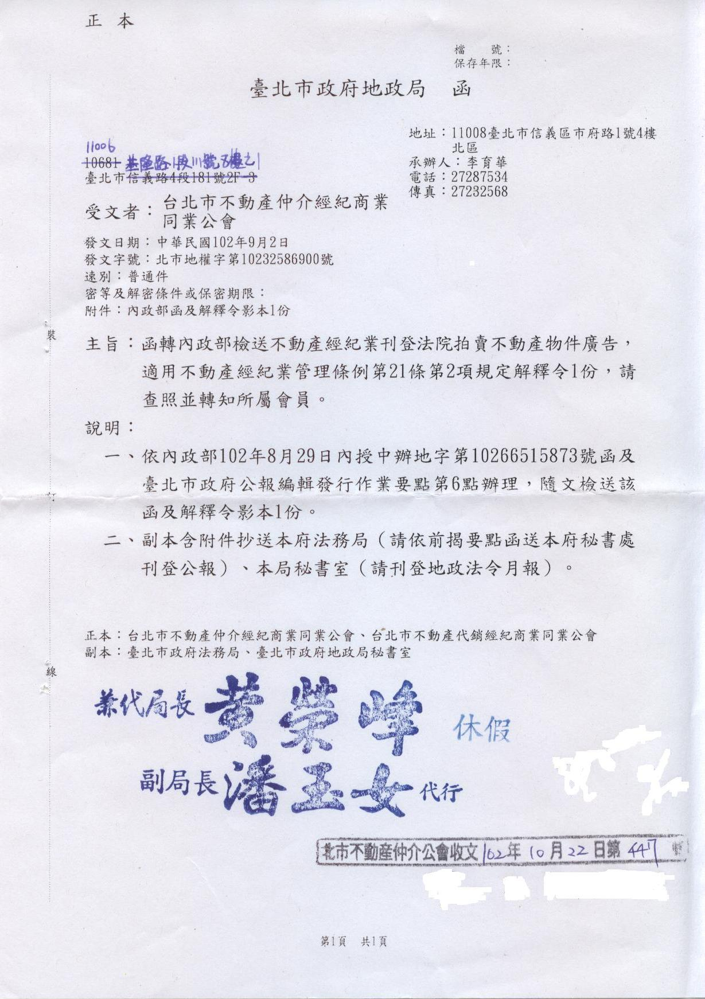 正 本
檔 號：
保存年限：
臺北市政府地政局 函
地址：11008臺北市信義區市府路1號4樓
北區
承辦人：李育華
電話：27287534
傳真：27232568
11006
10681 基隆路1段111號8樓之1
臺北市信義路4段181號2F-3
受文者：台北市不動產仲介經紀商業
同業公會
發文日期：中華民國102年9月2日
發文字號：北市地權字第10232586900號
速別：普通件
密等及解密條件或保密期限：
附件：內政部函及解釋令影本1份
主旨：函轉內政部檢送不動產經紀業刊登法院拍賣不動產物件廣告，
適用不動產經紀業管理條例第21條第2項規定解釋令1份，請
查照並轉知所屬會員。
說明：
一、依內政部102年8月29日內授中辦地字第10266515873號函及
臺北市政府公報編輯發行作業要點第6點辦理，隨文檢送該
函及解釋令影本1份。
二、副本含附件抄送本府法務局（請依前揭要點函送本府秘書處
刊登公報）、本局秘書室（請刊登地政法令月報）。
裝
訂
線
正本：台北市不動產仲介經紀商業同業公會、台北市不動產代銷經紀商業同業公會
副本：臺北市政府法務局、臺北市政府地政局秘書室
兼代局長 黃榮峰 休假
副局長 潘玉女 代行
北市不動產仲介公會收文102年10月22日第447號
第1頁 共1頁